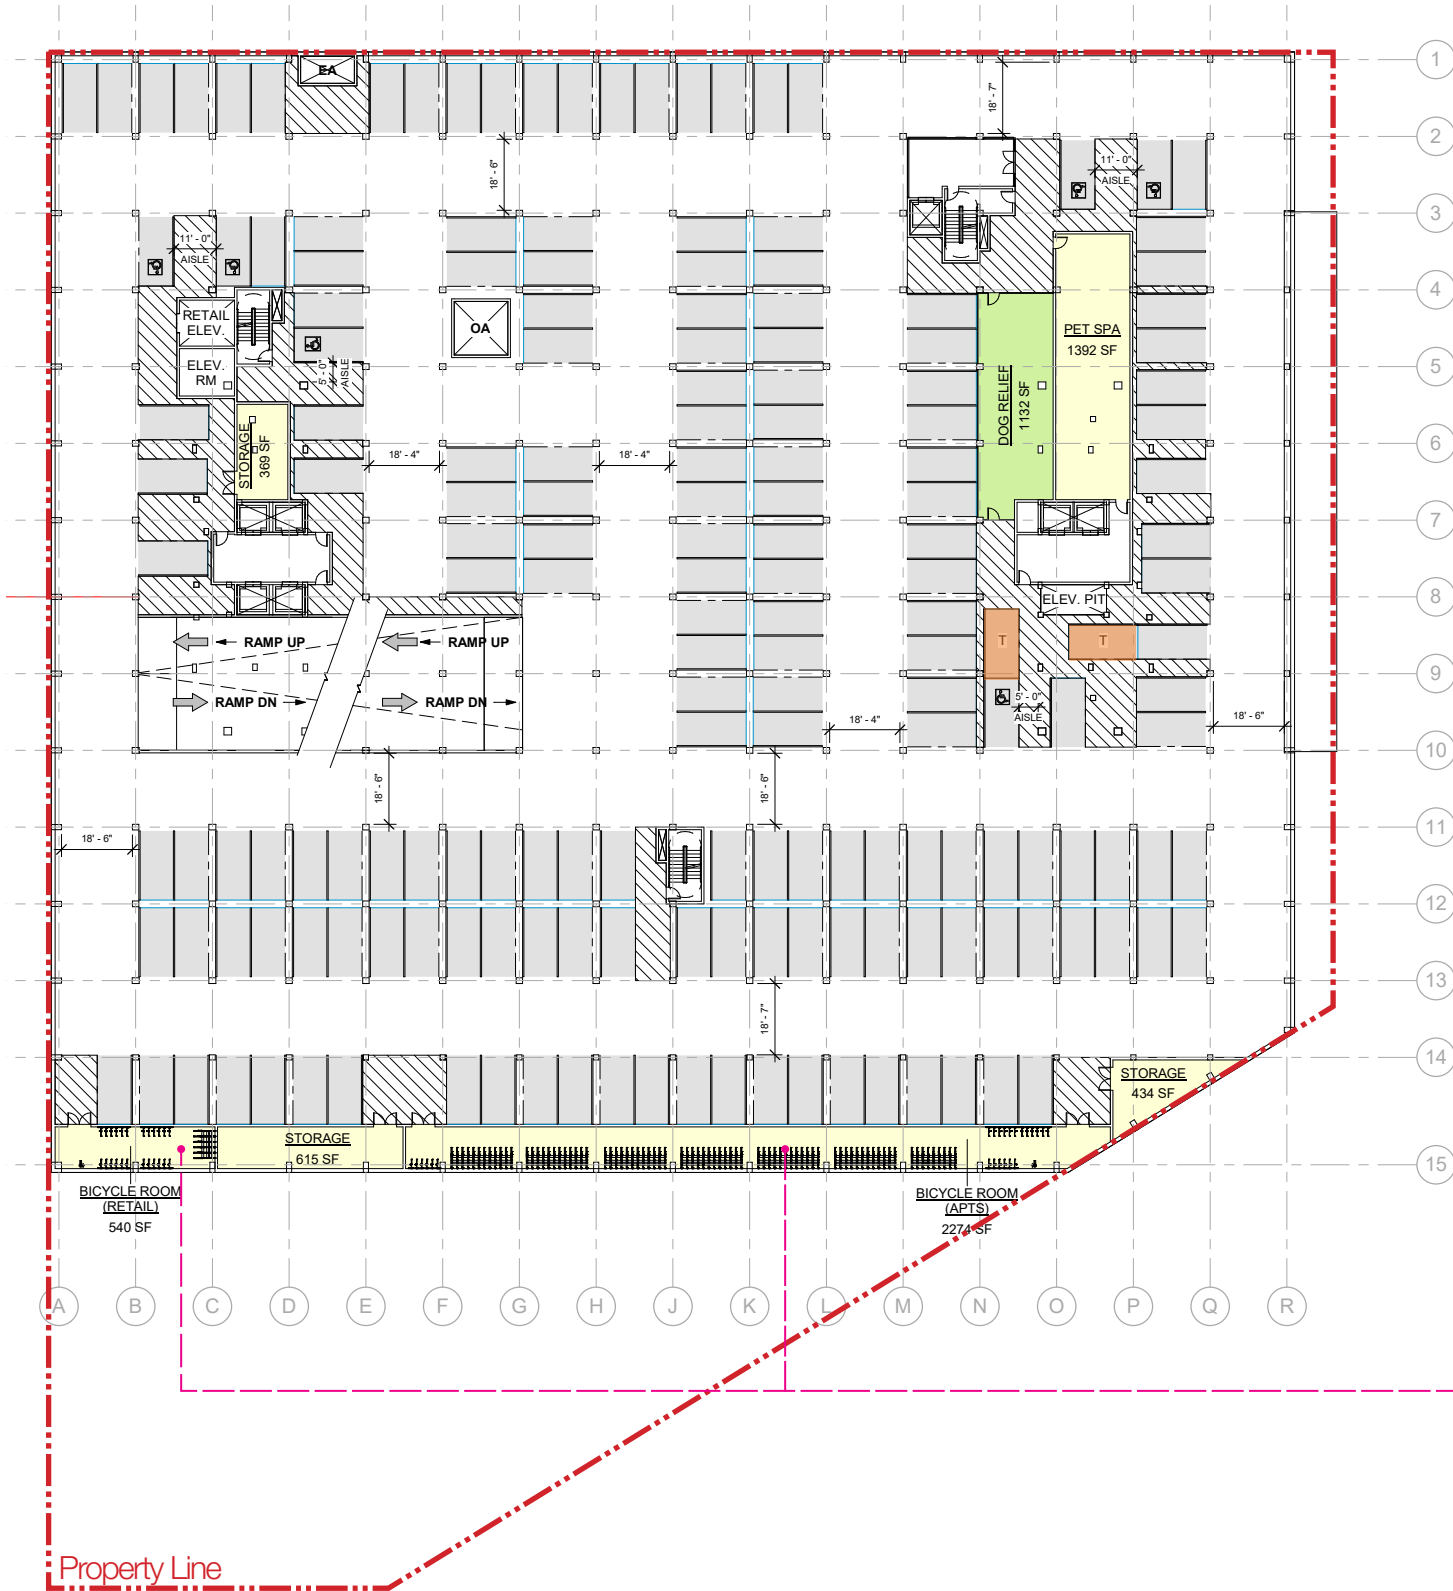 EA
1
18' - 7"
2
18' - 6"
11' - 0"
AISLE
3
11' - 0"
AISLE
4
RETAIL
ELEV.
OA
PET SPA
1392 SF
ELEV.
RM
5' - 0"
AISLE
5
DOG RELIEF
1132 SF
STORAGE
369 SF
18' - 4"
18' - 4"
6
7
ELEV. PIT
8
RAMP UP
RAMP UP
T
T
9
RAMP DN
RAMP DN
5' - 0"
AISLE
18' - 4"
18' - 6"
10
18' - 6"
18' - 6"
18' - 6"
11
12
13
18' - 7"
14
STORAGE
434 SF
STORAGE
615 SF
15
BICYCLE ROOM
(RETAIL)
540 SF
BICYCLE ROOM
(APTS)
2274 SF
A B C D E F G H J K L M N O P Q R
Property Line